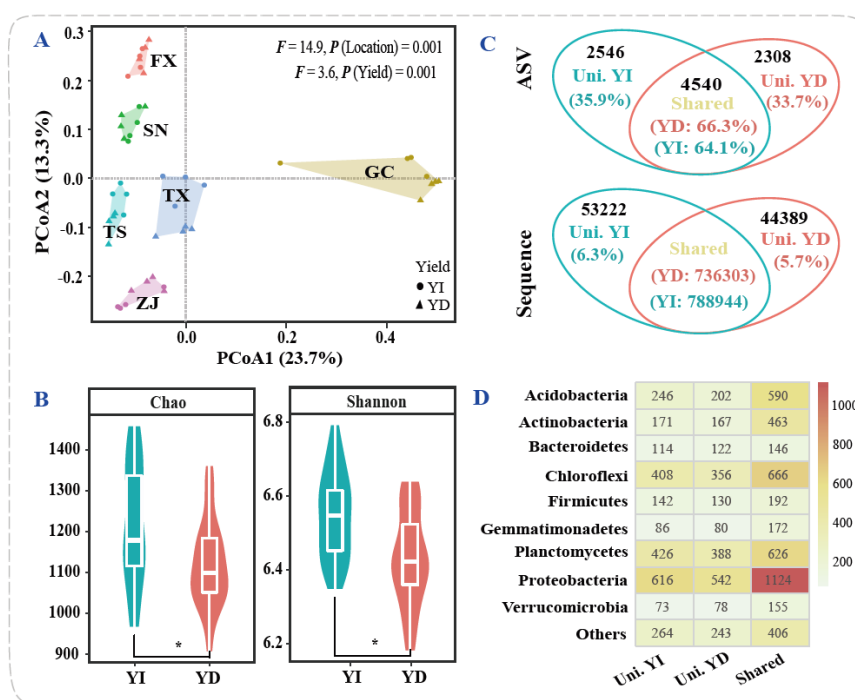 A
F = 14.9, P (Location) = 0.001
F = 3.6, P (Yield) = 0.001
PCoA2 (13.3%)
0.3
0.2
0.1
0.0
-0.1
-0.2
FX
SN
TS
TX
ZJ
GC
Yield
YI
YD
0.0
0.2
0.4
PCoA1 (23.7%)
B
Chao
1400
1300
1200
1100
1000
900
*
YI
YD
Shannon
6.8
6.6
6.4
6.2
*
YI
YD
C
ASV
2546
Uni. YI
(35.9%)
4540
Shared
(YD: 66.3%)
(YI: 64.1%)
2308
Uni. YD
(33.7%)
Sequence
53222
Uni. YI
(6.3%)
Shared
(YD: 736303)
(YI: 788944)
44389
Uni. YD
(5.7%)
D
Acidobacteria 246 202 590
Actinobacteria 171 167 463
Bacteroidetes 114 122 146
Chloroflexi 408 356 666
Firmicutes 142 130 192
Gemmatimonadetes 86 80 172
Planctomycetes 426 388 626
Proteobacteria 616 542 1124
Verrucomicrobia 73 78 155
Others 264 243 406
Uni. YI
Uni. YD
Shared
1000
800
600
400
200